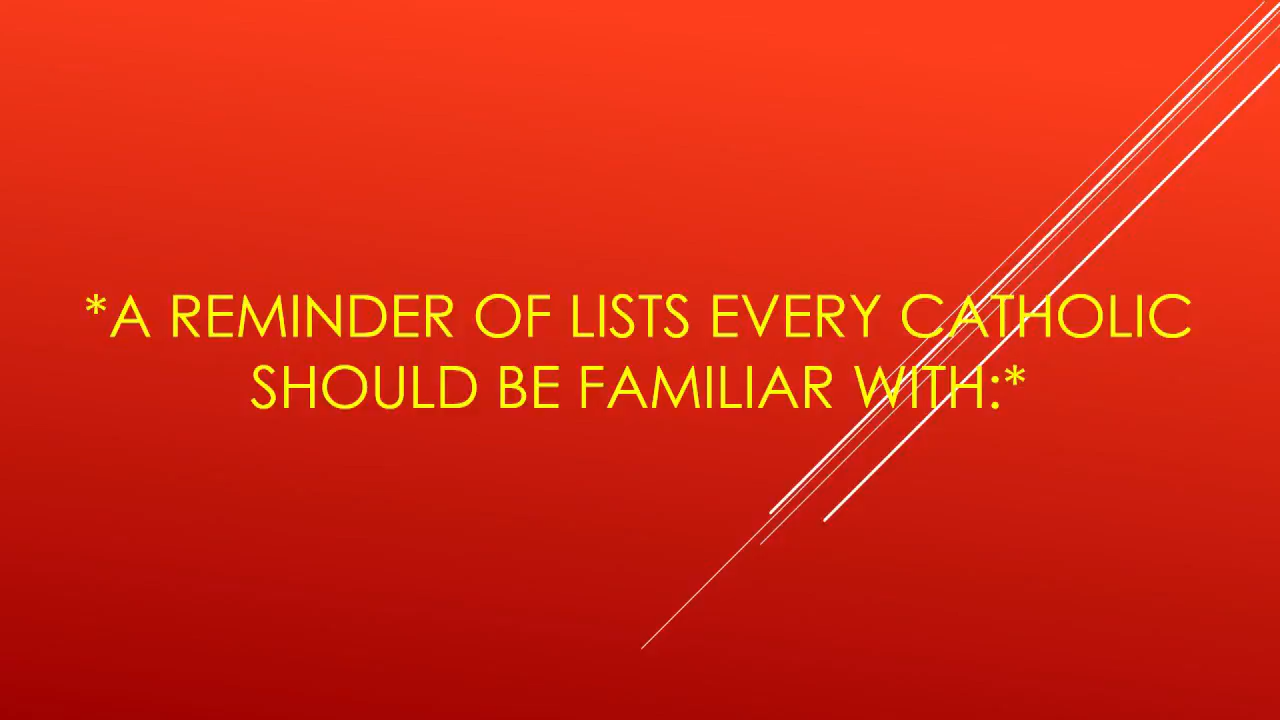 *A REMINDER OF LISTS EVERY CATHOLIC
SHOULD BE FAMILIAR WITH:*